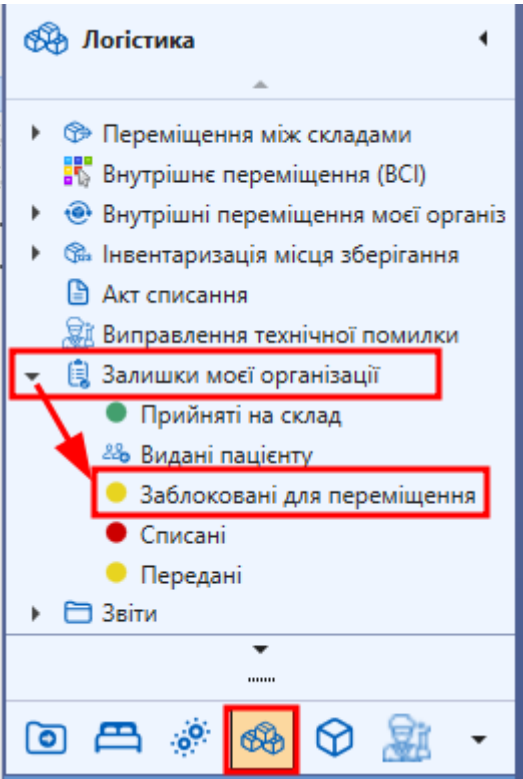 Логістика
Переміщення між складами
Внутрішнє переміщення (ВСІ)
Внутрішні переміщення моєї організ
Інвентаризація місця зберігання
Акт списання
Виправлення технічної помилки
Залишки моєї організації
Прийняті на склад
Видані пацієнту
Заблоковані для переміщення
Списані
Передані
Звіти